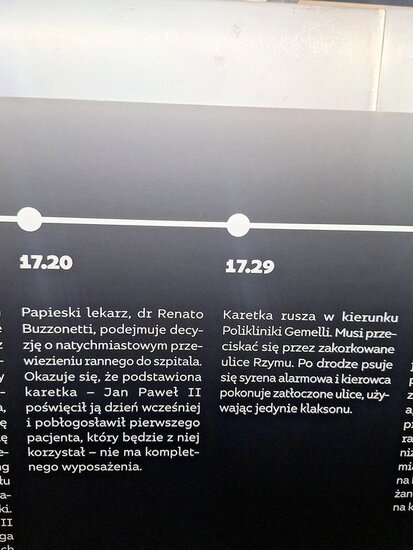 17.20
Papieski lekarz, dr Renato
Buzzonetti, podejmuje decy-
zję o natychmiastowym prze-
wiezieniu rannego do szpitala.
Okazuje się, że podstawiona
karetka – Jan Paweł II
poświęcił ją dzień wcześniej
i pobłogosławił pierwszego
pacjenta, który będzie z niej
korzystał – nie ma komplet-
nego wyposażenia.
17.29
Karetka rusza w kierunku
Polikliniki Gemelli. Musi prze-
ciskać się przez zakorkowane
ulice Rzymu. Po drodze psuje
się syrena alarmowa i kierowca
pokonuje zatłoczone ulice, uży-
wając jedynie klaksonu.